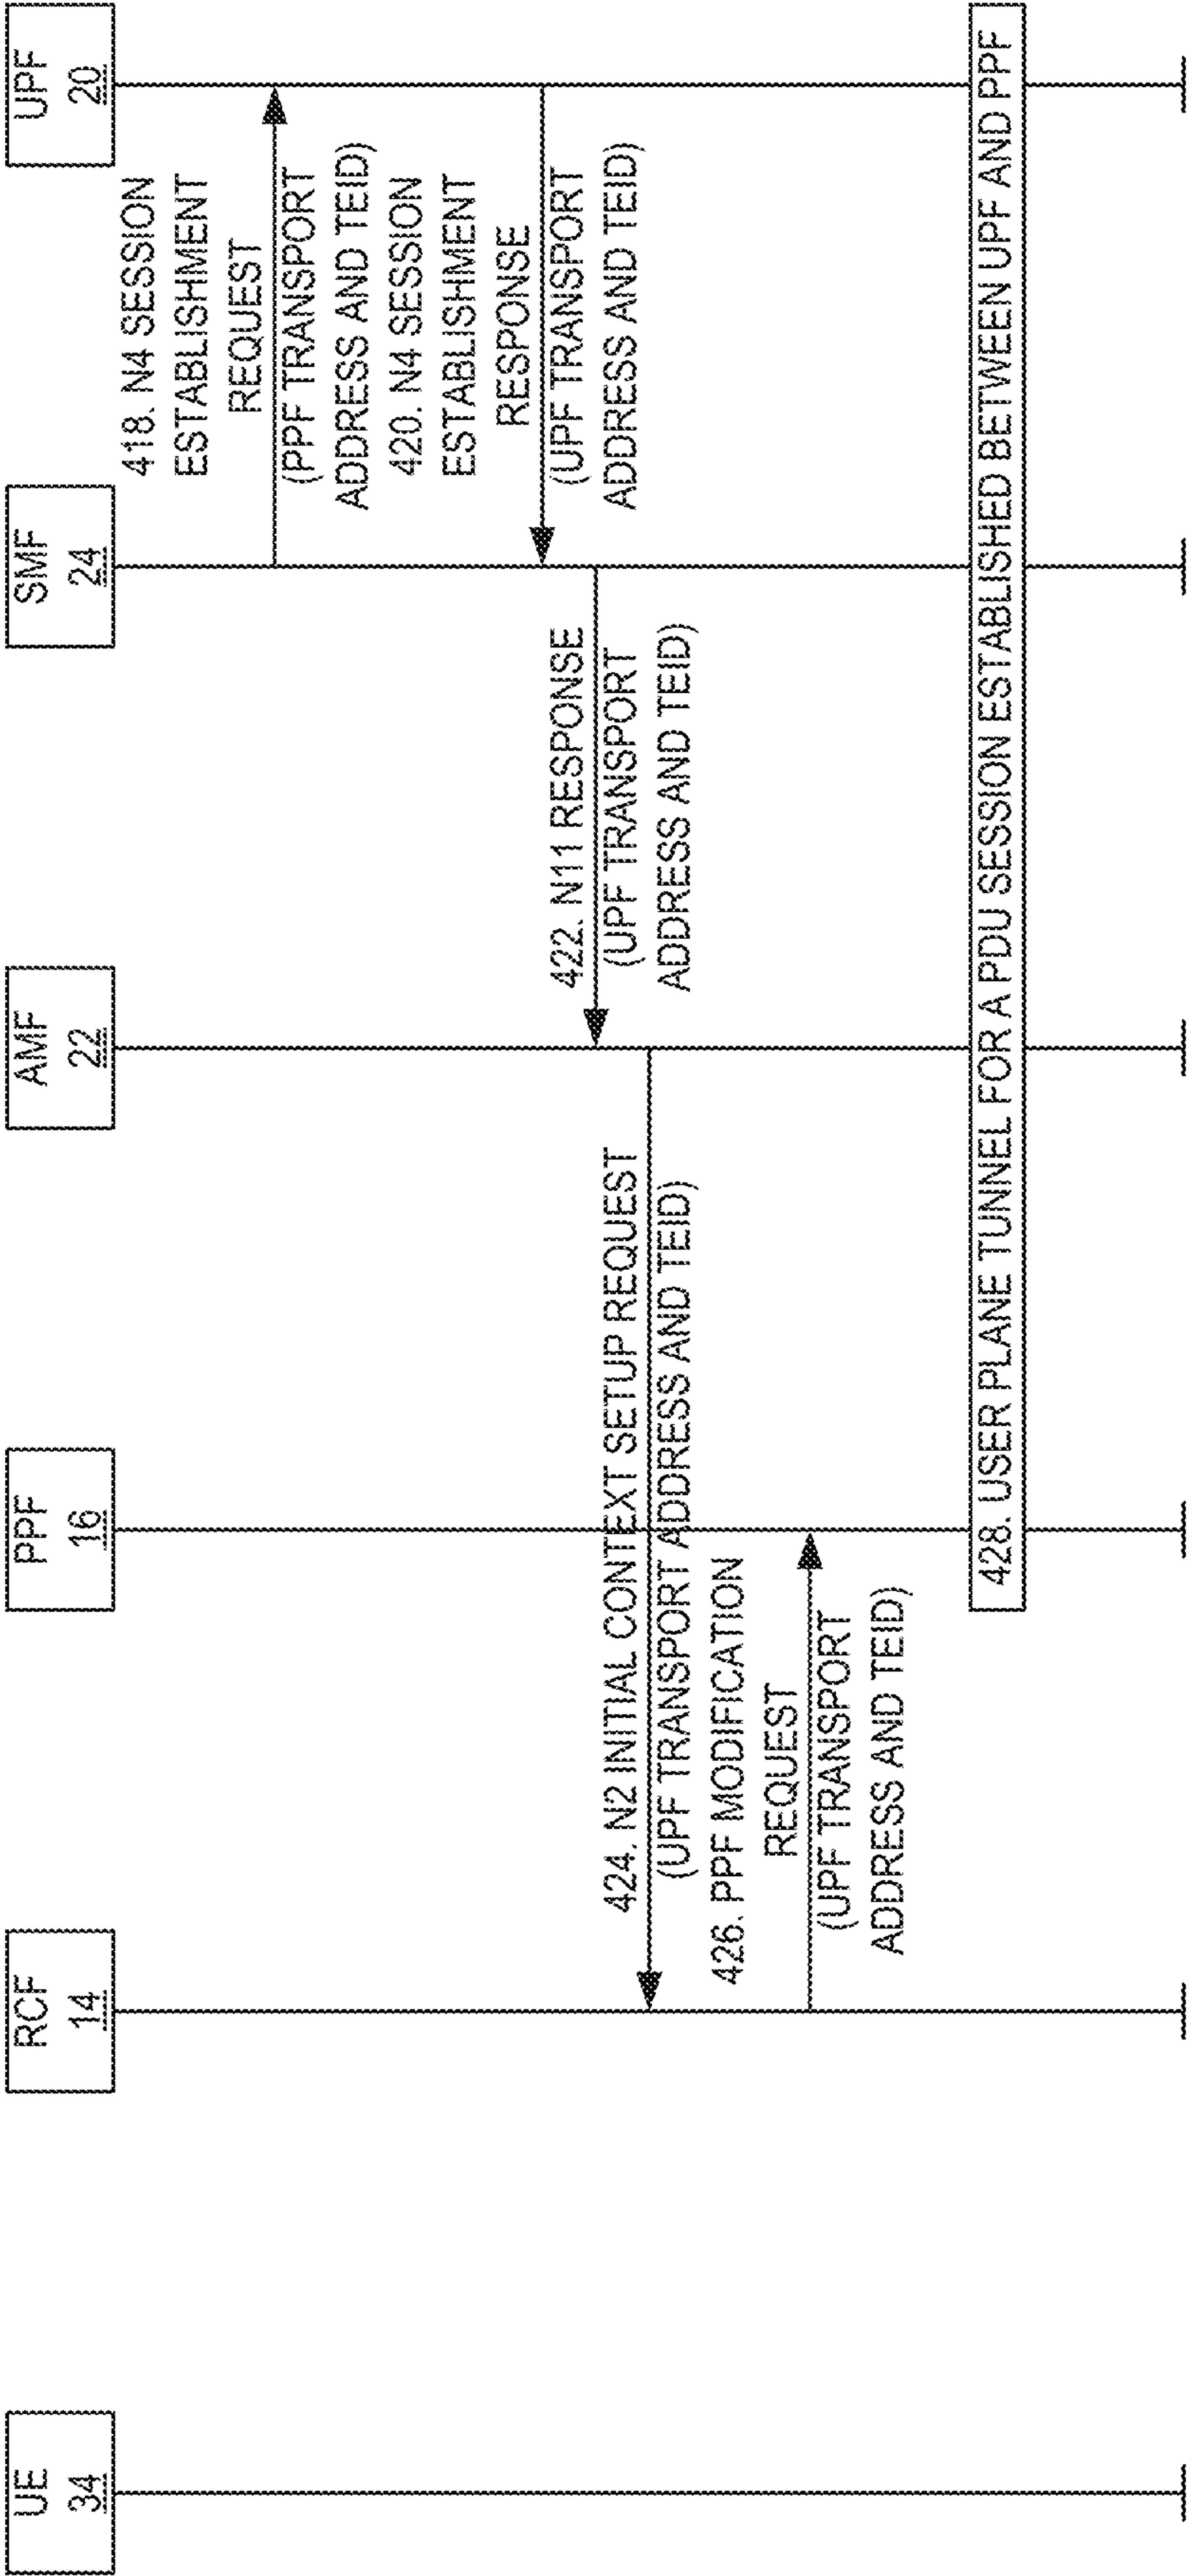 UE
34
RCF
14
PPF
16
AMF
22
SMF
24
UPF
20
418. N4 SESSION
ESTABLISHMENT
REQUEST
(PPF TRANSPORT
ADDRESS AND TEID)
420. N4 SESSION
ESTABLISHMENT
RESPONSE
(UPF TRANSPORT
ADDRESS AND TEID)
422. N11 RESPONSE
(UPF TRANSPORT
ADDRESS AND TEID)
424. N2 INITIAL CONTEXT SETUP REQUEST
(UPF TRANSPORT ADDRESS AND TEID)
426. PPF MODIFICATION
REQUEST
(UPF TRANSPORT
ADDRESS AND TEID)
428. USER PLANE TUNNEL FOR A PDU SESSION ESTABLISHED BETWEEN UPF AND PPF